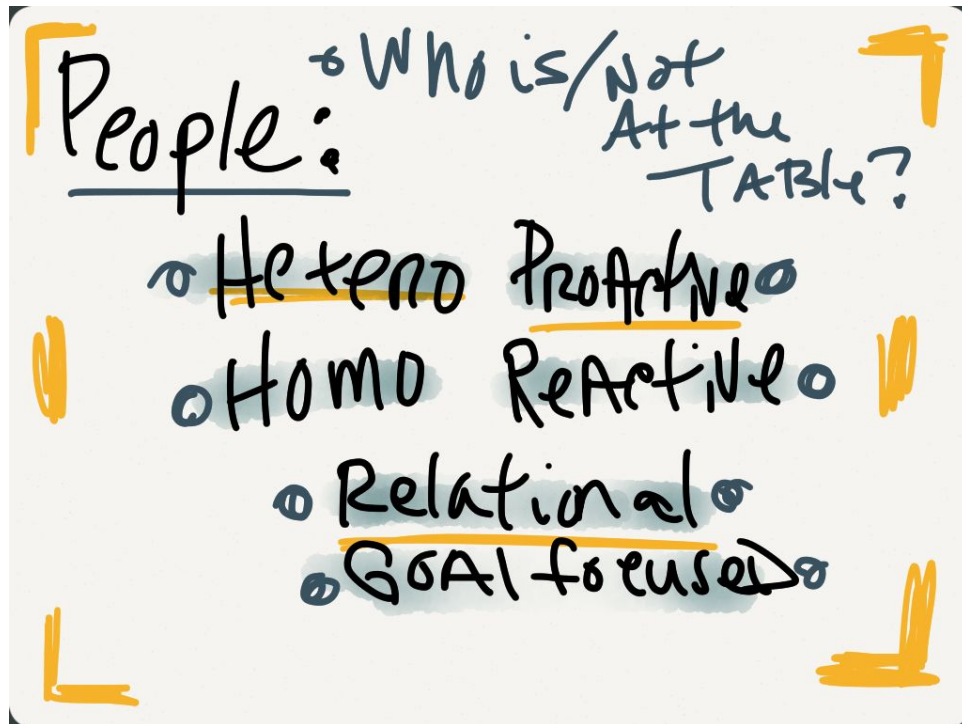 People:
Who is/Not
At the
TABle?
Hetero ProActive
Homo ReActive
Relational
GOAl focused